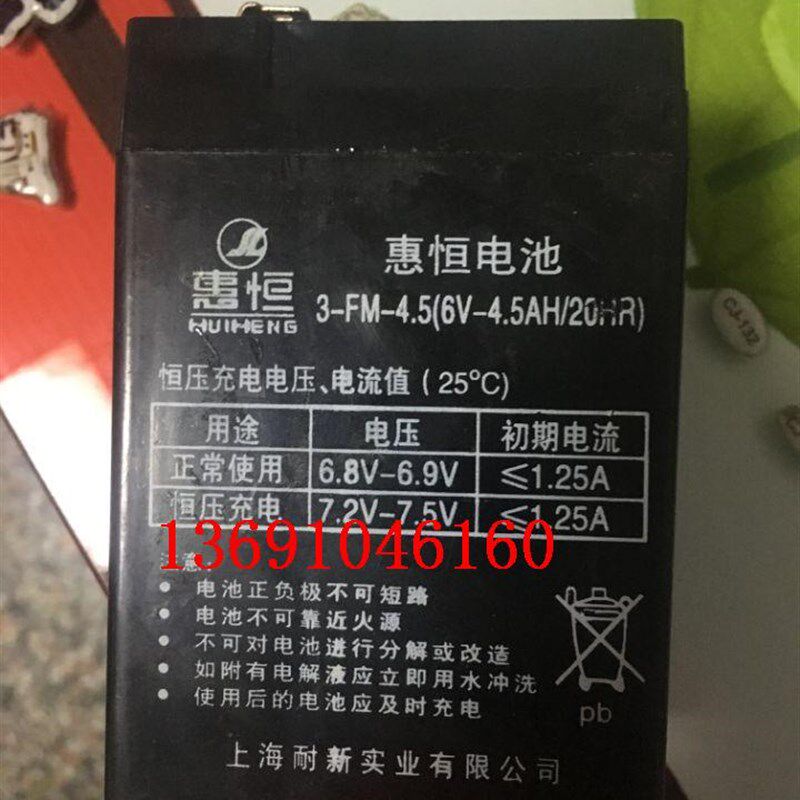 惠恒电池
惠恒
HUIHENG
3-FM-4.5(6V-4.5AH/20HR)
恒压充电电压、电流值(25°C)
用途 电压 初期电流
正常使用 6.8V-6.9V ≤1.25A
恒压充电 7.2V-7.5V ≤1.25A
13691046160
注意:
• 电池正负极不可短路
• 电池不可靠近火源
• 不可对电池进行分解或改造
• 如附有电解液应立即用水冲洗
• 使用后的电池应及时充电
pb
上海耐新实业有限公司
CJ-132